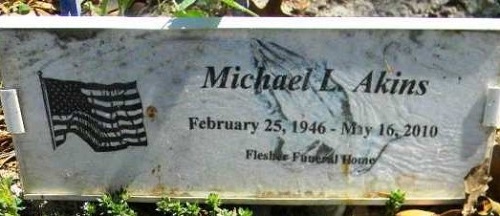 Michael L. Akins
February 25, 1946 - May 16, 2010
Flesher Funeral Home